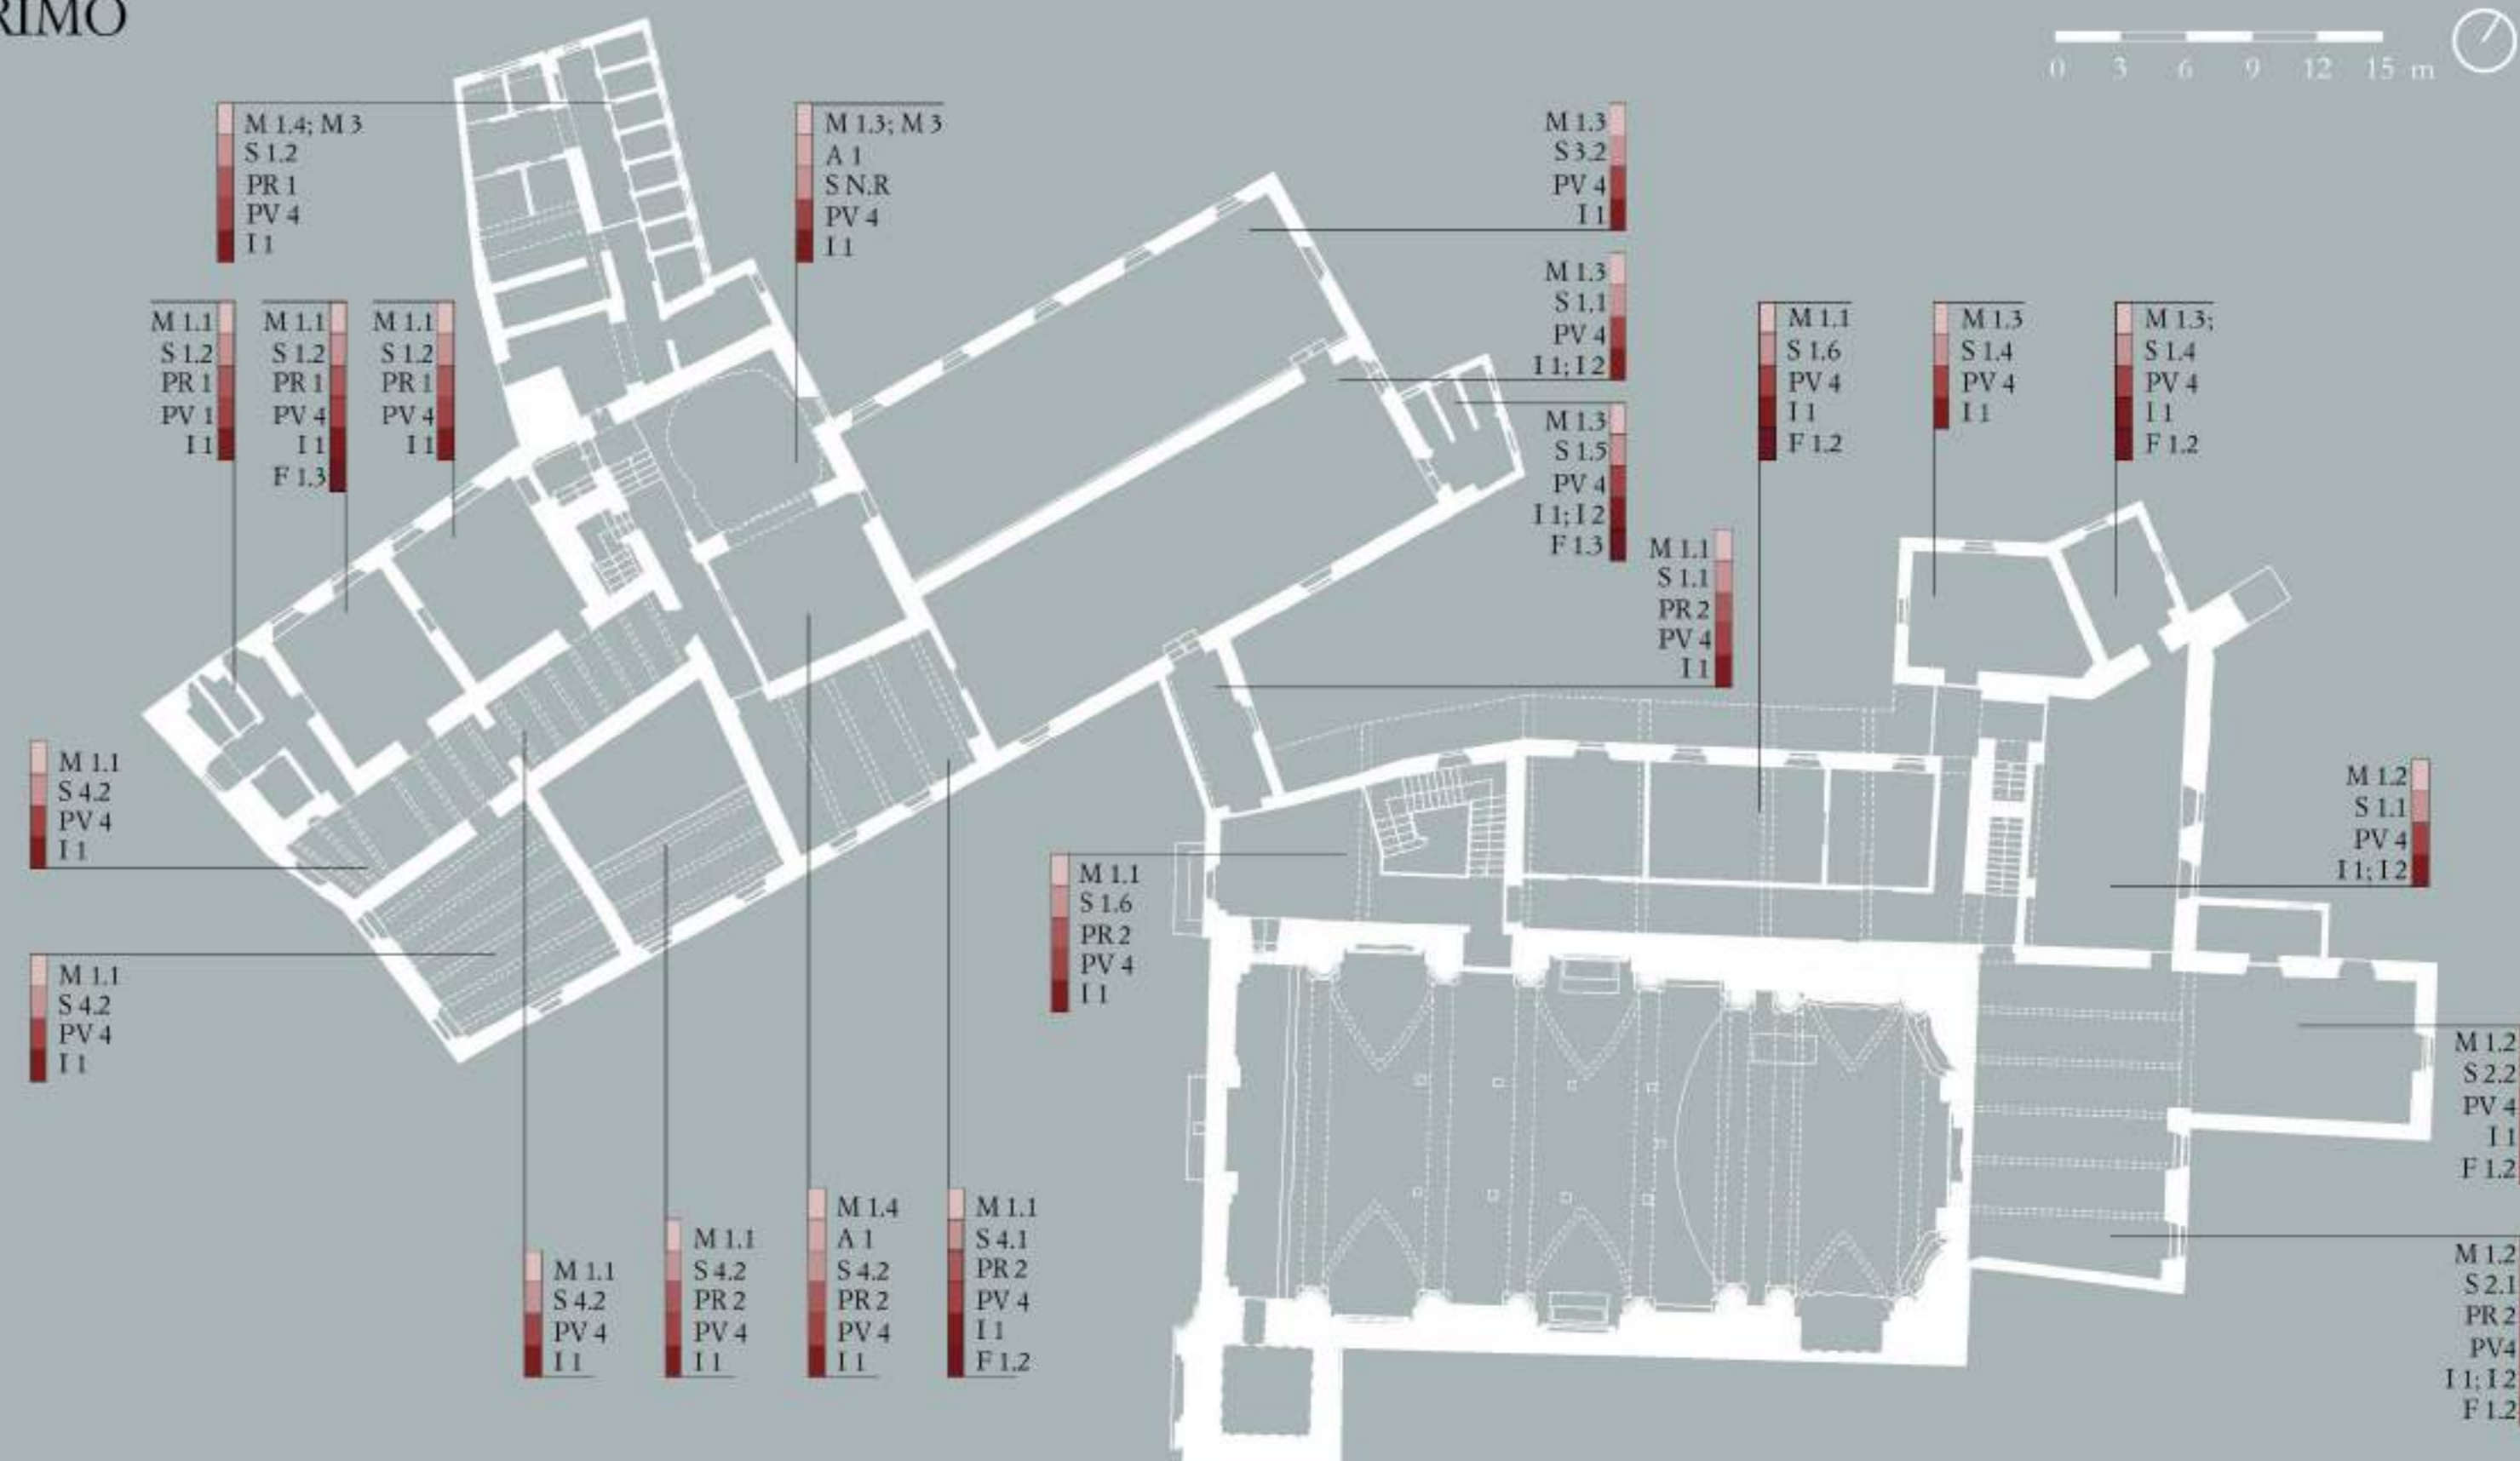 RIMO
0 3 6 9 12 15 m
M 1.4; M 3
S 1.2
PR 1
PV 4
I 1
M 1.3; M 3
A 1
S N.R
PV 4
I 1
M 1.3
S 3.2
PV 4
I 1
M 1.3
S 1.1
PV 4
I 1; I 2
M 1.3
S 1.5
PV 4
I 1; I 2
F 1.3
M 1.1
S 1.2
PR 1
PV 1
I 1
M 1.1
S 1.2
PR 1
PV 4
I 1
F 1.3
M 1.1
S 1.2
PR 1
PV 4
I 1
M 1.1
S 1.6
PV 4
I 1
F 1.2
M 1.3
S 1.4
PV 4
I 1
M 1.3;
S 1.4
PV 4
I 1
F 1.2
M 1.1
S 1.1
PR 2
PV 4
I 1
M 1.1
S 4.2
PV 4
I 1
M 1.2
S 1.1
PV 4
I 1; I 2
M 1.1
S 1.6
PR 2
PV 4
I 1
M 1.1
S 4.2
PV 4
I 1
M 1.2
S 2.2
PV 4
I 1
F 1.2
M 1.1
S 4.2
PV 4
I 1
M 1.1
S 4.2
PR 2
PV 4
I 1
M 1.4
A 1
S 4.2
PR 2
PV 4
I 1
M 1.1
S 4.1
PR 2
PV 4
I 1
F 1.2
M 1.2
S 2.1
PR 2
PV4
I 1; I 2
F 1.2